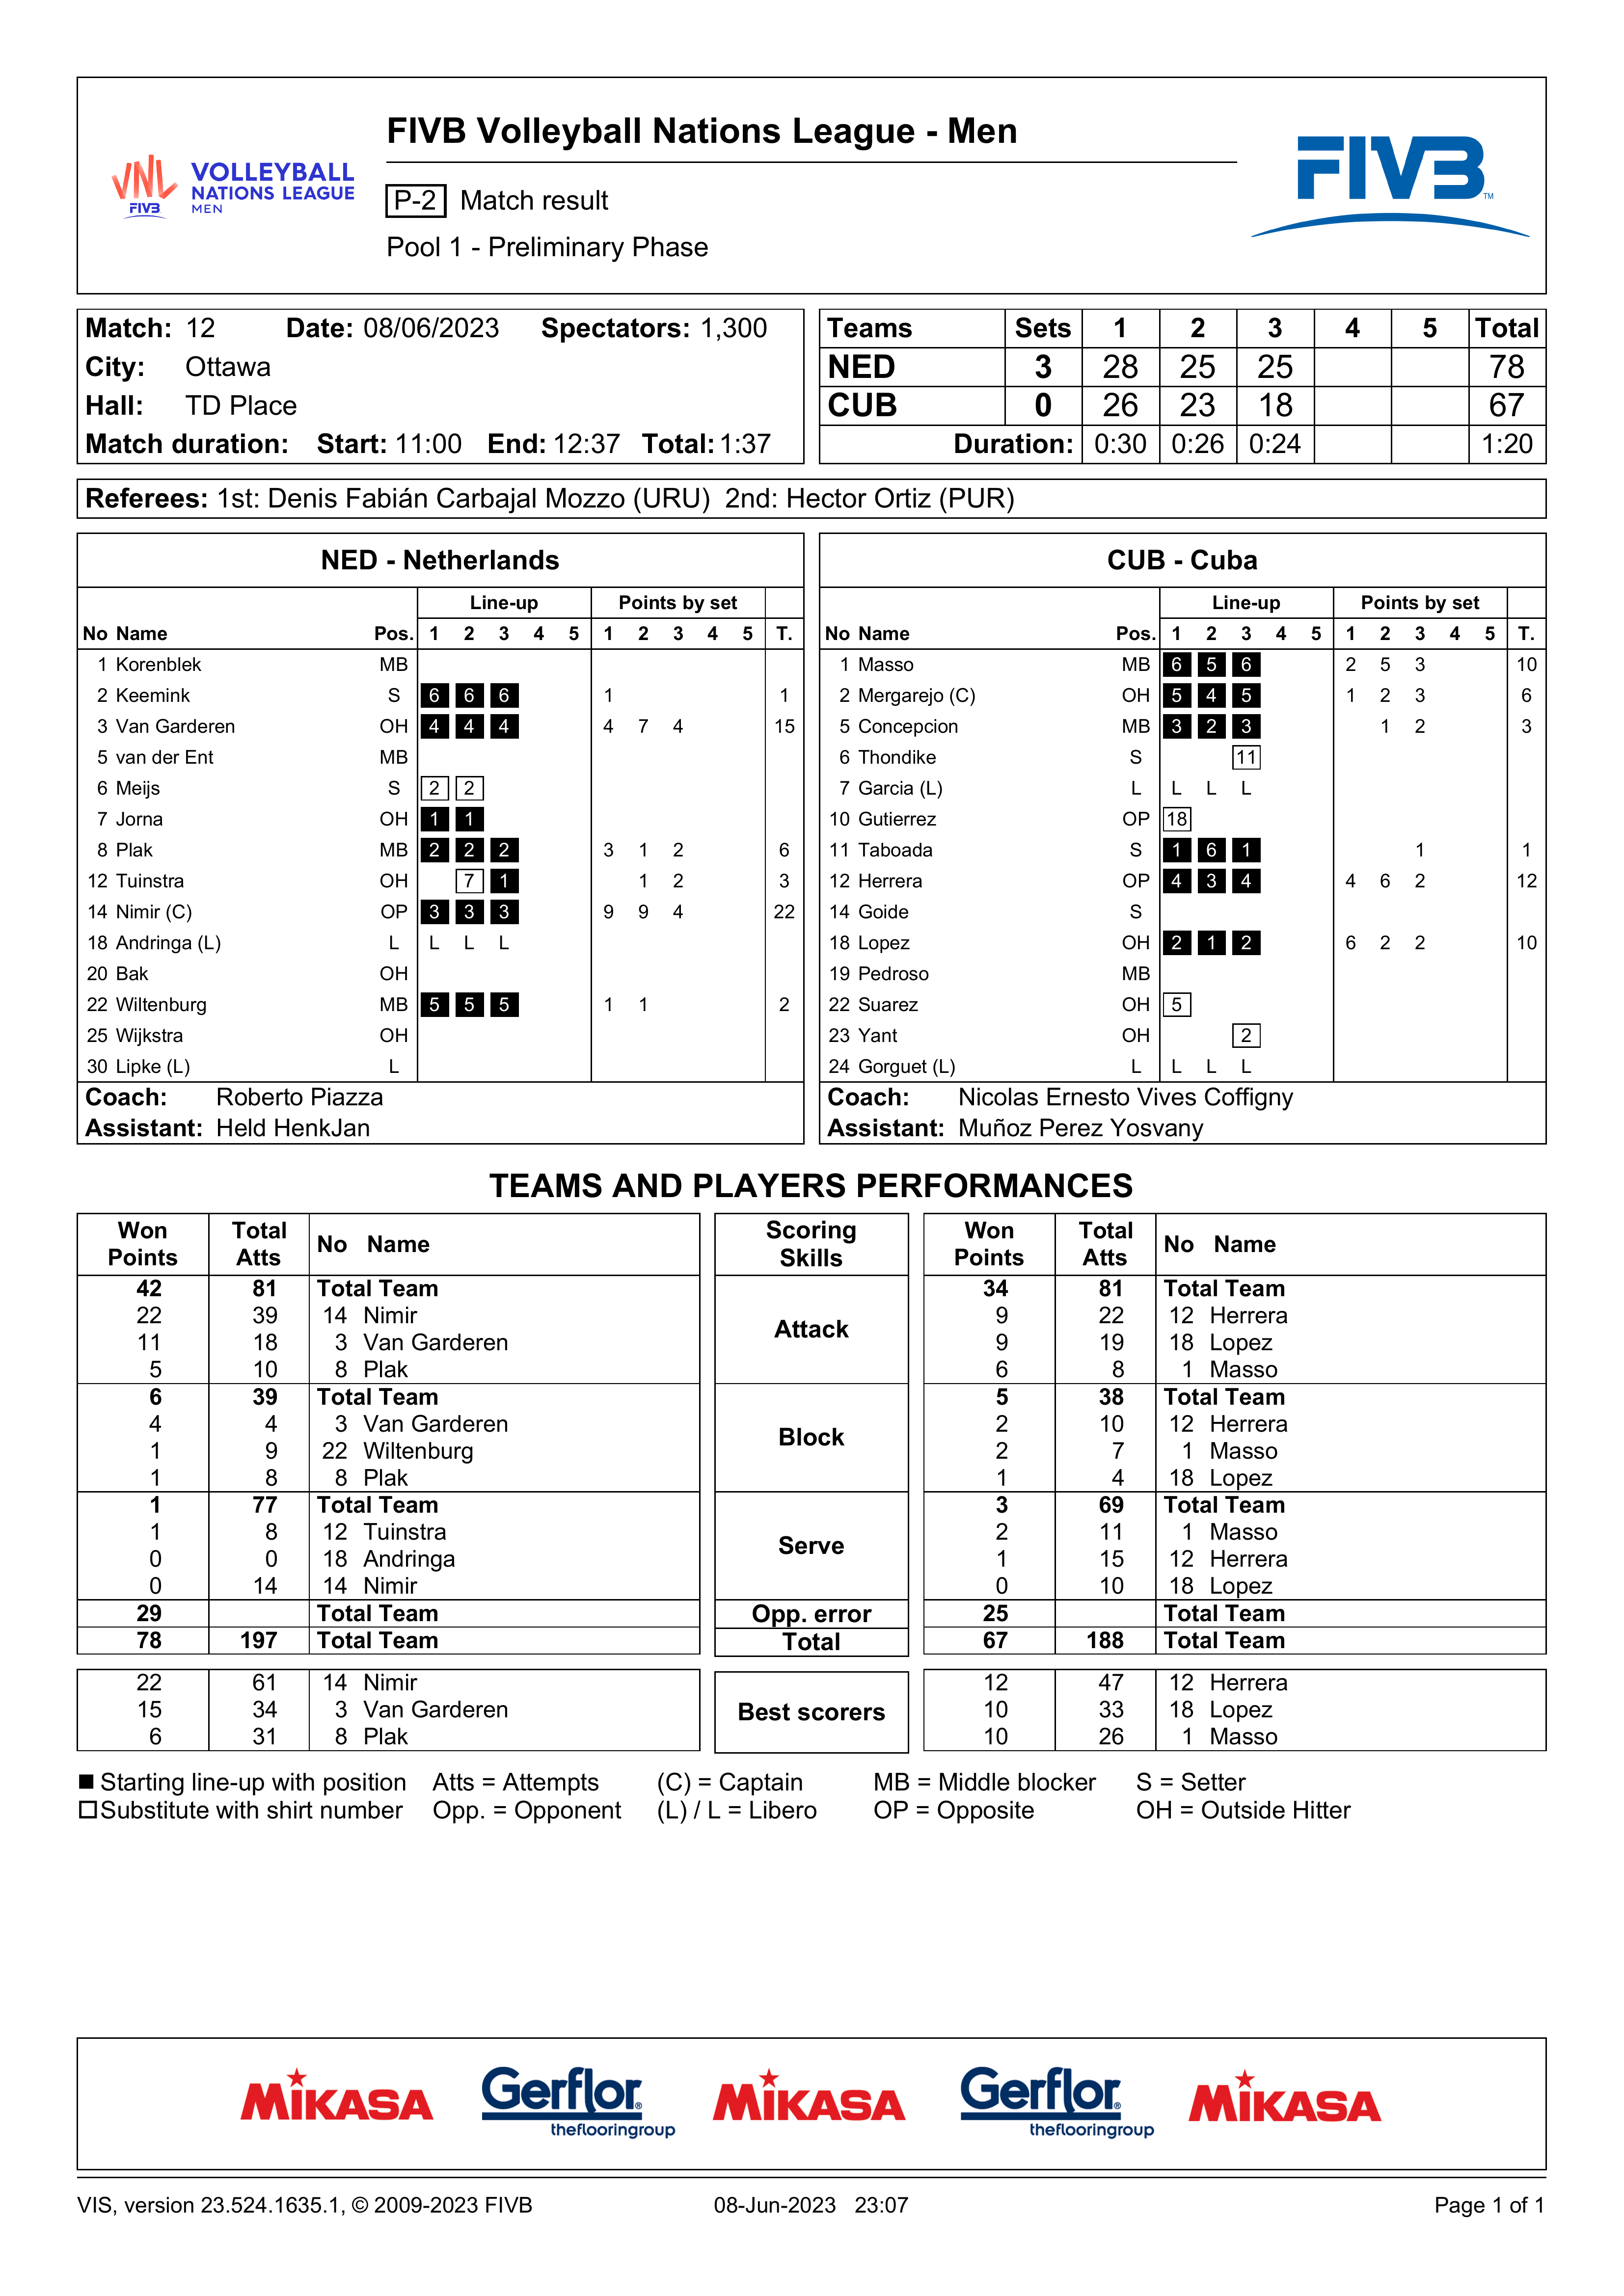 FIVB Volleyball Nations League - Men
VNL FIVB VOLLEYBALL NATIONS LEAGUE MEN
P-2 Match result
Pool 1 - Preliminary Phase
FIVB TM
Match: 12 Date: 08/06/2023 Spectators: 1,300
City: Ottawa
Hall: TD Place
Match duration: Start: 11:00 End: 12:37 Total: 1:37
Teams Sets 1 2 3 4 5 Total
NED 3 28 25 25 78
CUB 0 26 23 18 67
Duration: 0:30 0:26 0:24 1:20
Referees: 1st: Denis Fabián Carbajal Mozzo (URU) 2nd: Hector Ortiz (PUR)
NED - Netherlands
Line-up Points by set
No Name Pos. 1 2 3 4 5 1 2 3 4 5 T.
1 Korenblek MB
2 Keemink S 6 6 6 1 1
3 Van Garderen OH 4 4 4 4 7 4 15
5 van der Ent MB
6 Meijs S 2 2
7 Jorna OH 1 1
8 Plak MB 2 2 2 3 1 2 6
12 Tuinstra OH 7 1 1 2 3
14 Nimir (C) OP 3 3 3 9 9 4 22
18 Andringa (L) L L L L
20 Bak OH
22 Wiltenburg MB 5 5 5 1 1 2
25 Wijkstra OH
30 Lipke (L) L
Coach: Roberto Piazza
Assistant: Held HenkJan
CUB - Cuba
Line-up Points by set
No Name Pos. 1 2 3 4 5 1 2 3 4 5 T.
1 Masso MB 6 5 6 2 5 3 10
2 Mergarejo (C) OH 5 4 5 1 2 3 6
5 Concepcion MB 3 2 3 1 2 3
6 Thondike S 11
7 Garcia (L) L L L L
10 Gutierrez OP 18
11 Taboada S 1 6 1 1 1
12 Herrera OP 4 3 4 4 6 2 12
14 Goide S
18 Lopez OH 2 1 2 6 2 2 10
19 Pedroso MB
22 Suarez OH 5
23 Yant OH 2
24 Gorguet (L) L L L L
Coach: Nicolas Ernesto Vives Coffigny
Assistant: Muñoz Perez Yosvany
TEAMS AND PLAYERS PERFORMANCES
Won Points Total Atts No Name Scoring Skills Won Points Total Atts No Name
42 81 Total Team Attack 34 81 Total Team
22 39 14 Nimir 9 22 12 Herrera
11 18 3 Van Garderen 9 19 18 Lopez
5 10 8 Plak 6 8 1 Masso
6 39 Total Team Block 5 38 Total Team
4 4 3 Van Garderen 2 10 12 Herrera
1 9 22 Wiltenburg 2 7 1 Masso
1 8 8 Plak 1 4 18 Lopez
1 77 Total Team Serve 3 69 Total Team
1 8 12 Tuinstra 2 11 1 Masso
0 0 18 Andringa 1 15 12 Herrera
0 14 14 Nimir 0 10 18 Lopez
29 Total Team Opp. error 25 Total Team
78 197 Total Team Total 67 188 Total Team
22 61 14 Nimir Best scorers 12 47 12 Herrera
15 34 3 Van Garderen 10 33 18 Lopez
6 31 8 Plak 10 26 1 Masso
Starting line-up with position Atts = Attempts (C) = Captain MB = Middle blocker S = Setter
Substitute with shirt number Opp. = Opponent (L) / L = Libero OP = Opposite OH = Outside Hitter
MIKASA Gerflor® theflooringgroup MIKASA Gerflor® theflooringgroup MIKASA
VIS, version 23.524.1635.1, © 2009-2023 FIVB 08-Jun-2023 23:07 Page 1 of 1